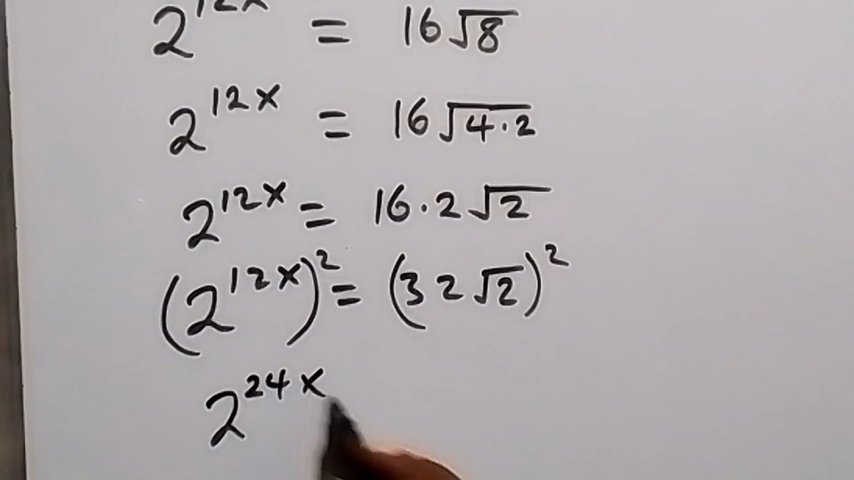 2^{12x} = 16√8
2^{12x} = 16√4·2
2^{12x} = 16·2√2
(2^{12x})^2 = (32√2)^2
2^{24x}